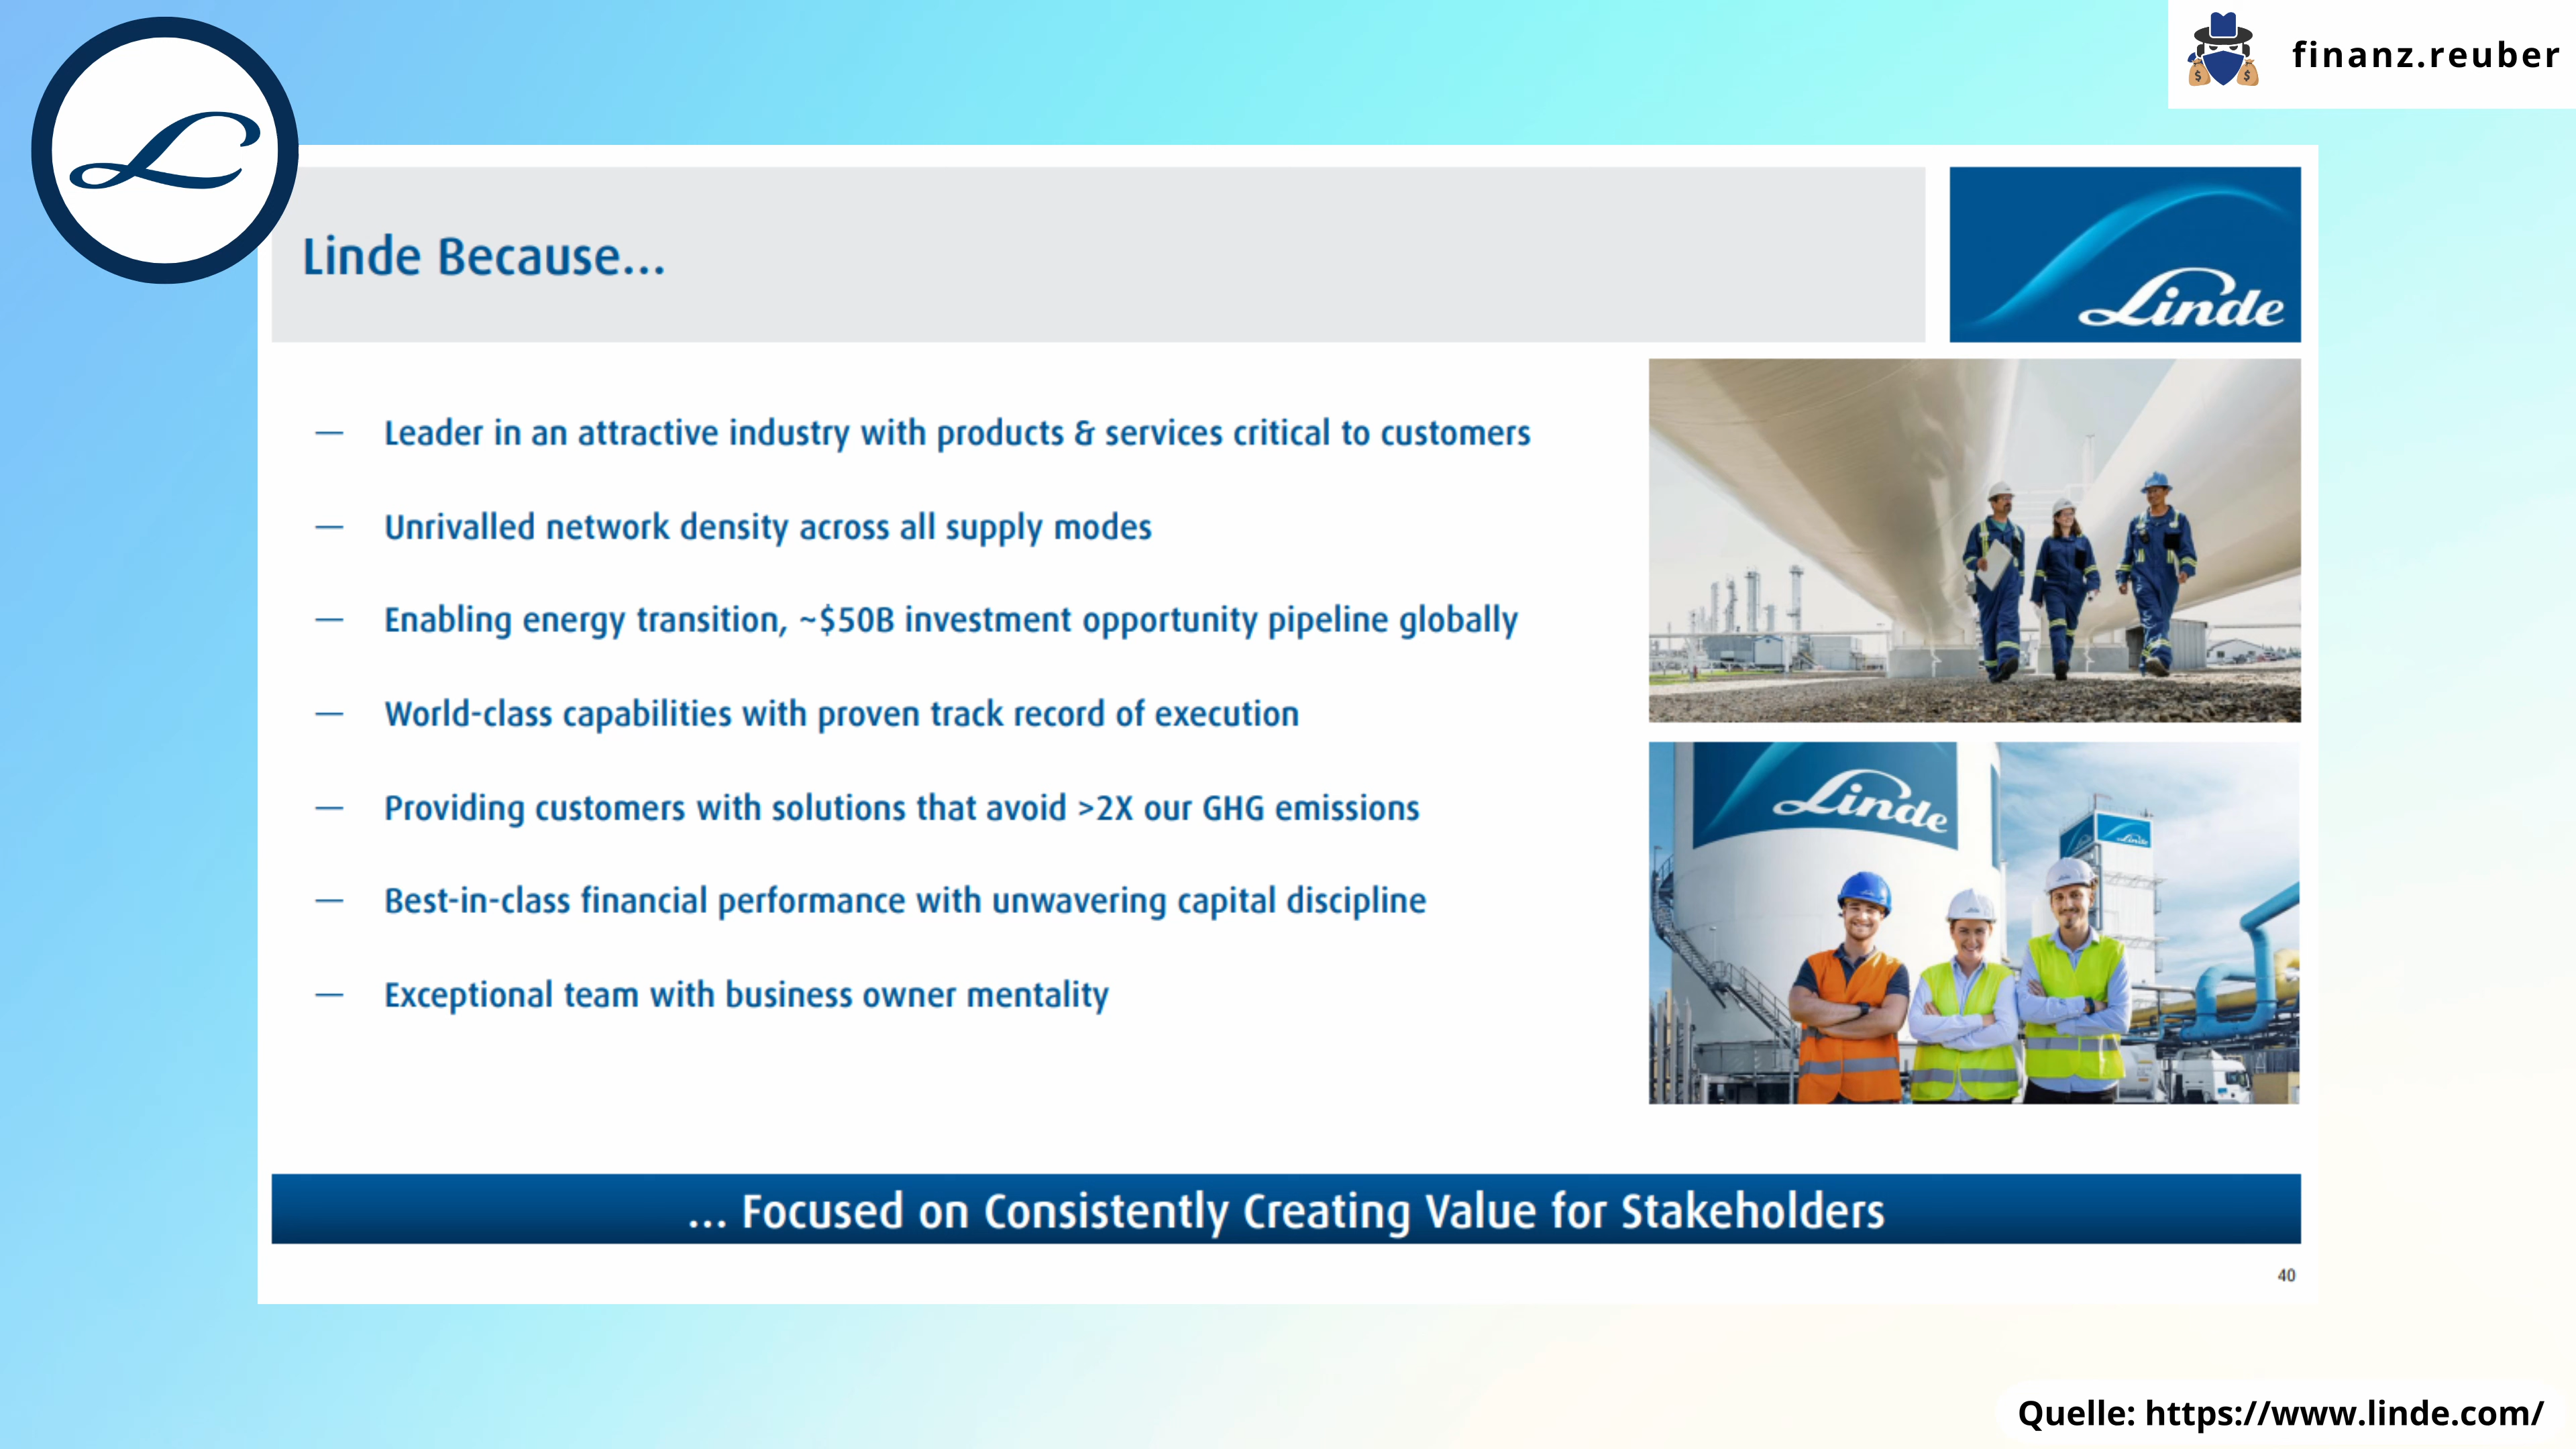 finanz.reuber
Linde Because...
Linde
— Leader in an attractive industry with products & services critical to customers
— Unrivalled network density across all supply modes
— Enabling energy transition, ~$50B investment opportunity pipeline globally
— World-class capabilities with proven track record of execution
— Providing customers with solutions that avoid >2X our GHG emissions
— Best-in-class financial performance with unwavering capital discipline
— Exceptional team with business owner mentality
Linde
Linde
... Focused on Consistently Creating Value for Stakeholders
40
Quelle: https://www.linde.com/